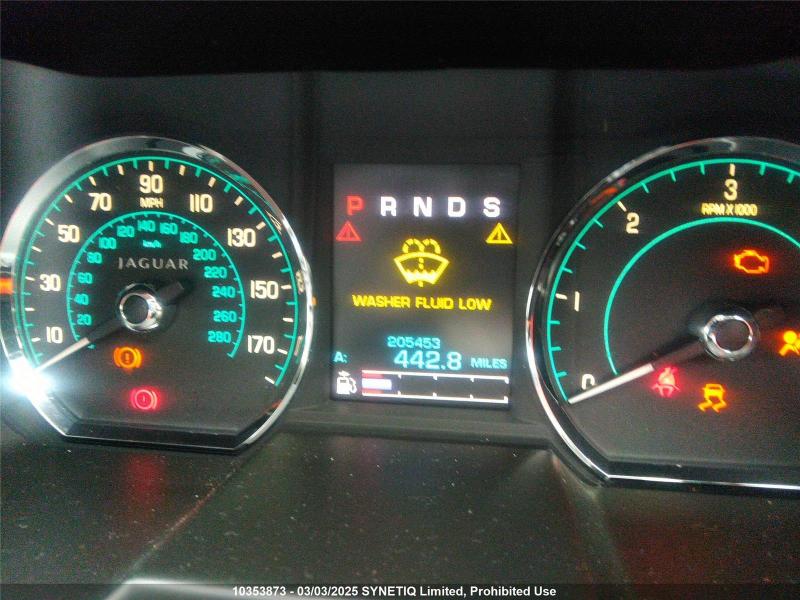 90
MPH
70
110
50
130
30
150
10
170
120 140 160 180
100
200
80
220
60
240
40
260
20
280
km/h
JAGUAR
P R N D S
WASHER FLUID LOW
205453
A: 442.8 MILES
3
RPM X 1000
2
1
0
10353873 - 03/03/2025 SYNETIQ Limited, Prohibited Use